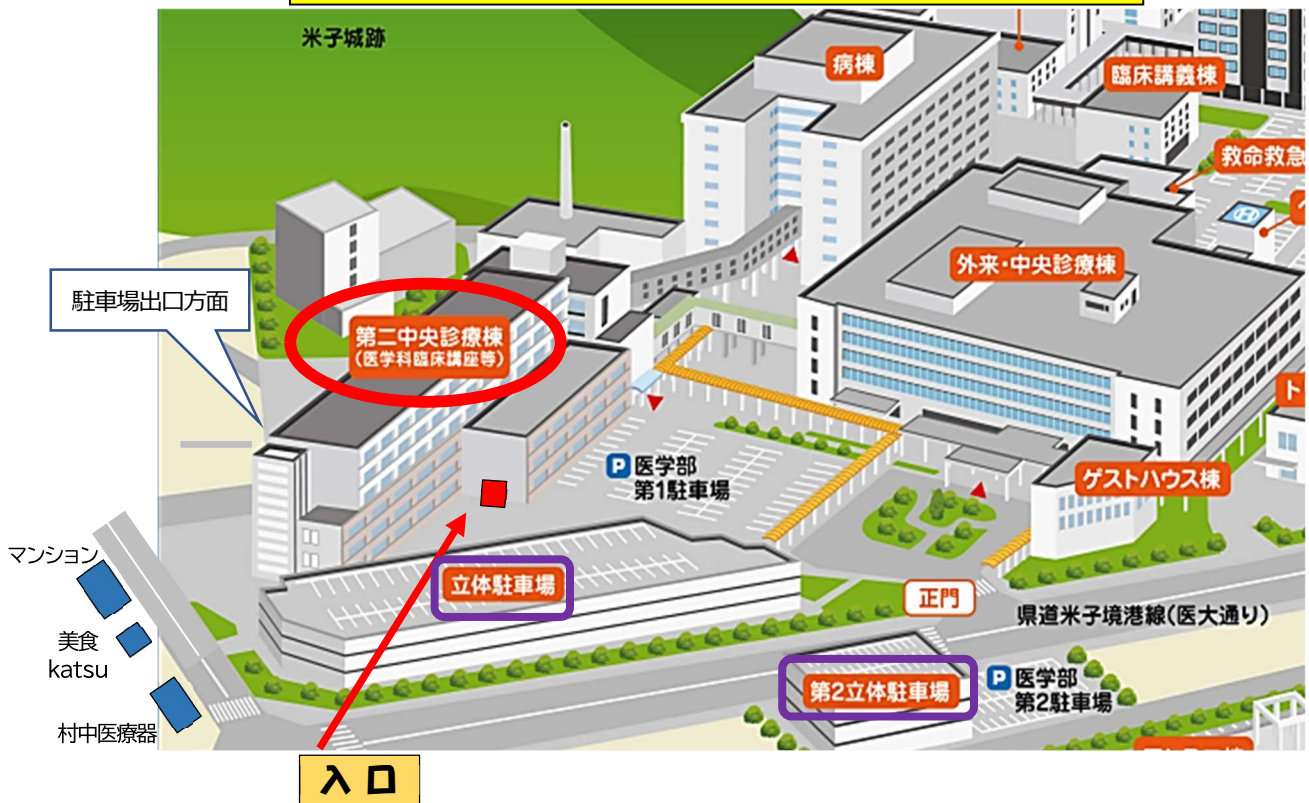 米子城跡
病棟
臨床講義棟
救命救急
外来・中央診療棟
駐車場出口方面
第二中央診療棟
(医学科臨床講座等)
ト
P 医学部
第1駐車場
ゲストハウス棟
マンション
立体駐車場
正門
県道米子境港線(医大通り)
美食
katsu
第2立体駐車場
P 医学部
第2駐車場
村中医療器
入口
H